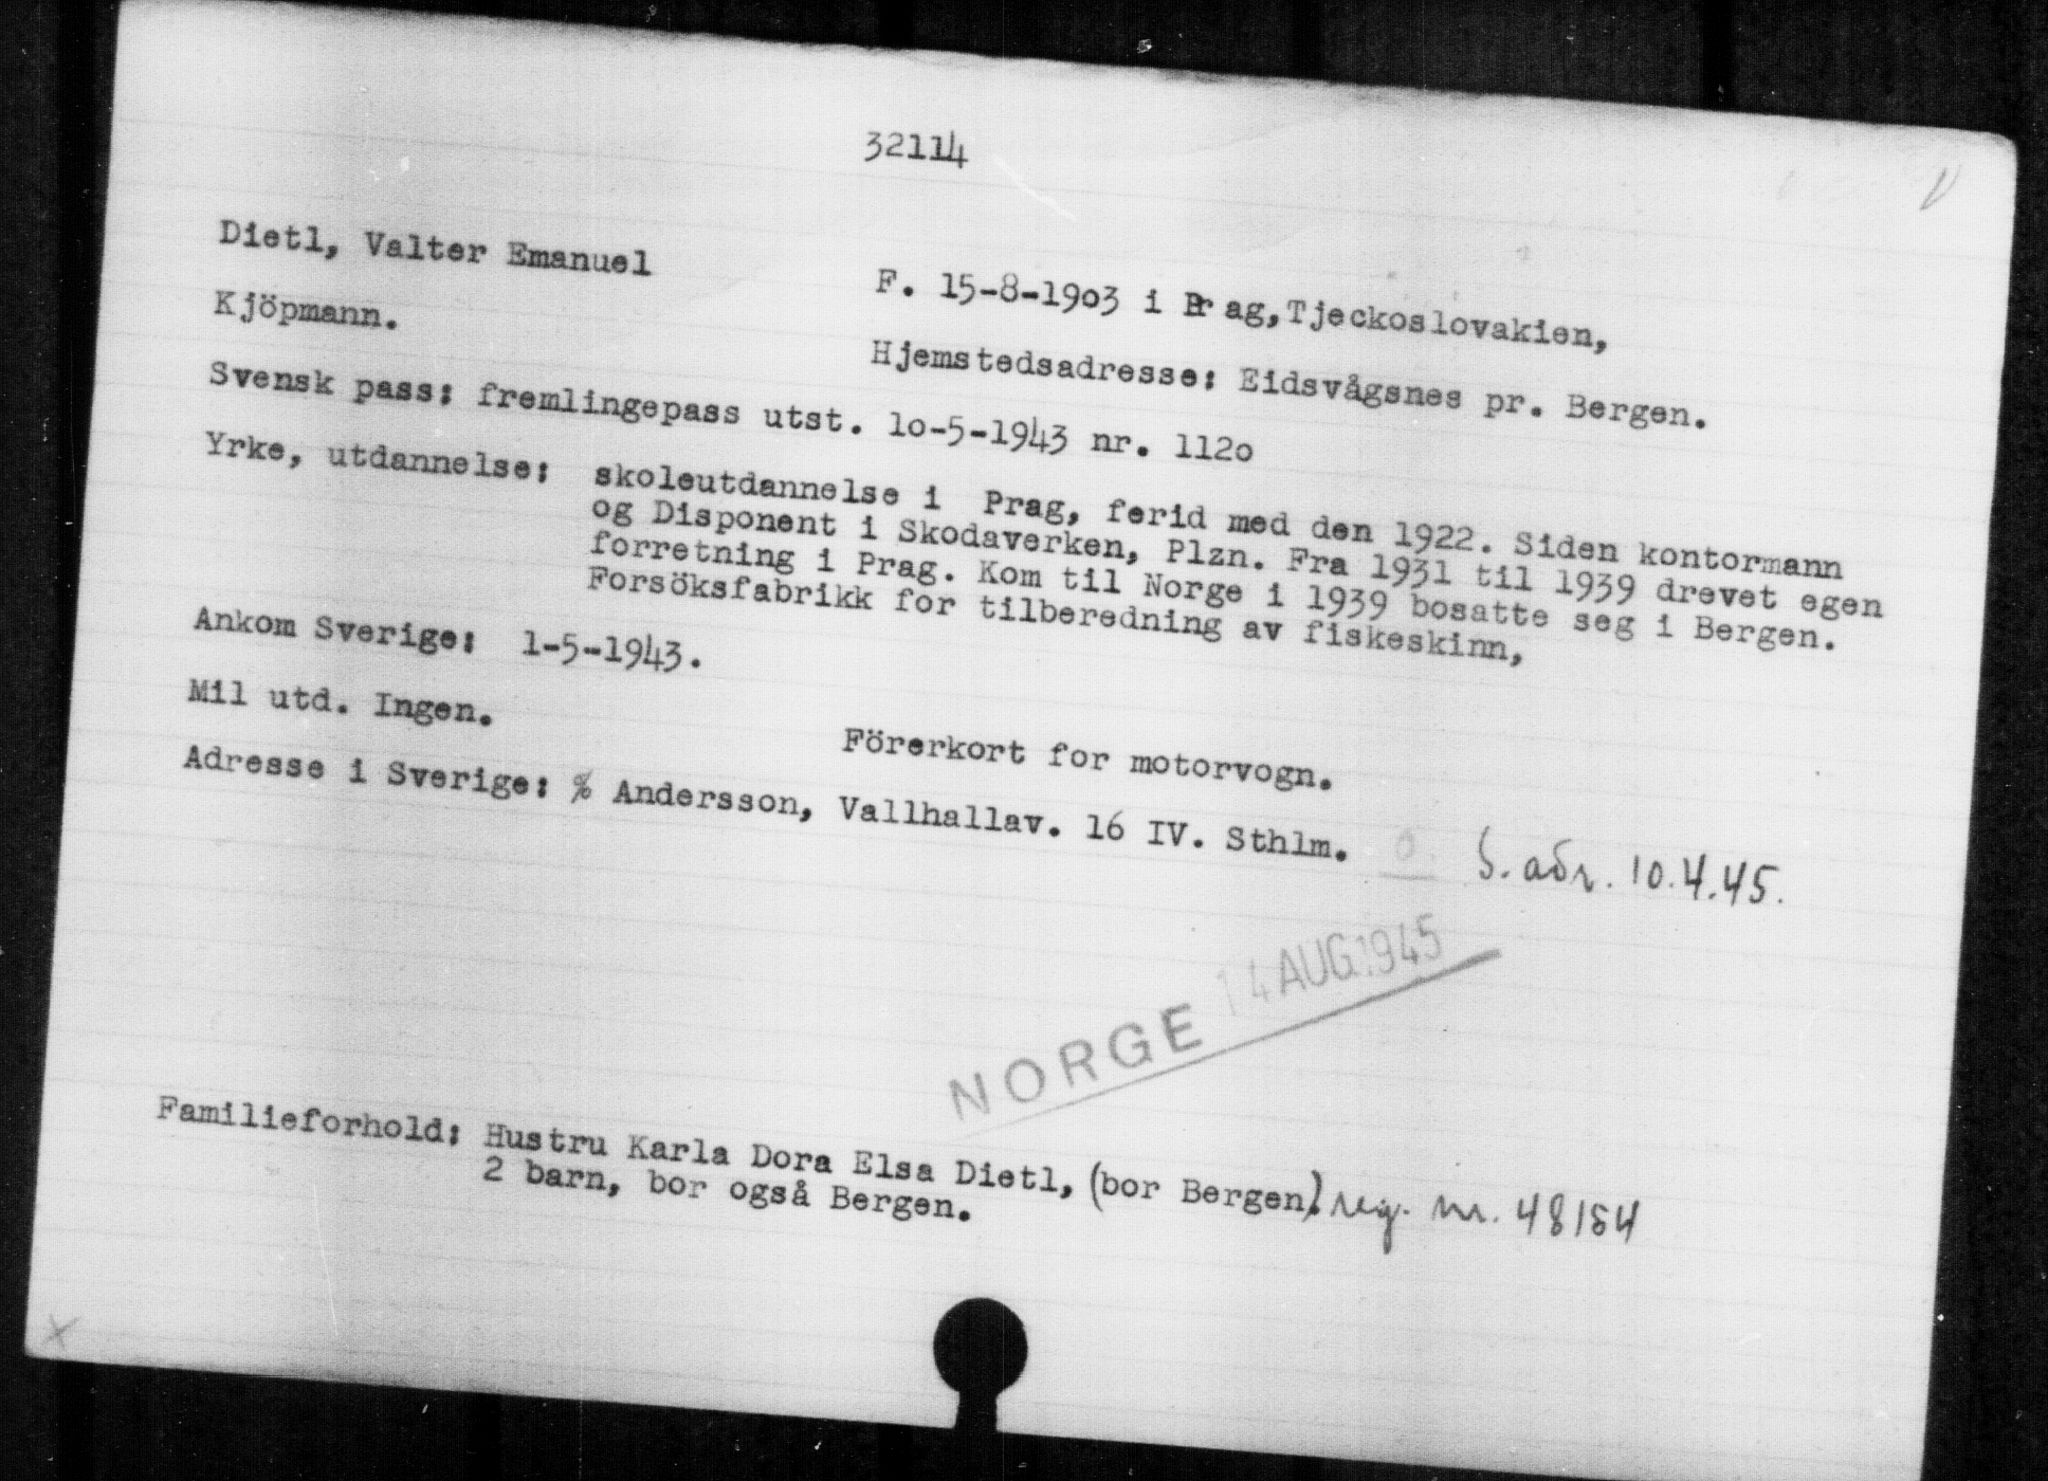 32114
Dietl, Valter Emanuel
F. 15-8-1903 i Prag, Tjeckoslovakien,
Kjöpmann.
Hjemstedsadresse: Eidsvågsnes pr. Bergen.
Svensk pass: fremlingepass utst. 10-5-1943 nr. 1120
Yrke, utdannelse: skoleutdannelse i Prag, ferid med den 1922. Siden kontormann
og Disponent i Skodaverken, Plzn. Fra 1931 til 1939 drevet egen
forretning i Prag. Kom til Norge i 1939 bosatte seg i Bergen.
Forsöksfabrikk for tilberedning av fiskeskinn,
Ankom Sverige: 1-5-1943.
Mil utd. Ingen.
Förerkort for motorvogn.
Adresse i Sverige: % Andersson, Vallhallav. 16 IV. Sthlm. S. adr. 10.4.45.
NORGE 14 AUG. 1945
Familieforhold: Hustru Karla Dora Elsa Dietl, (bor Bergen). reg. nr. 48184
2 barn, bor også Bergen.